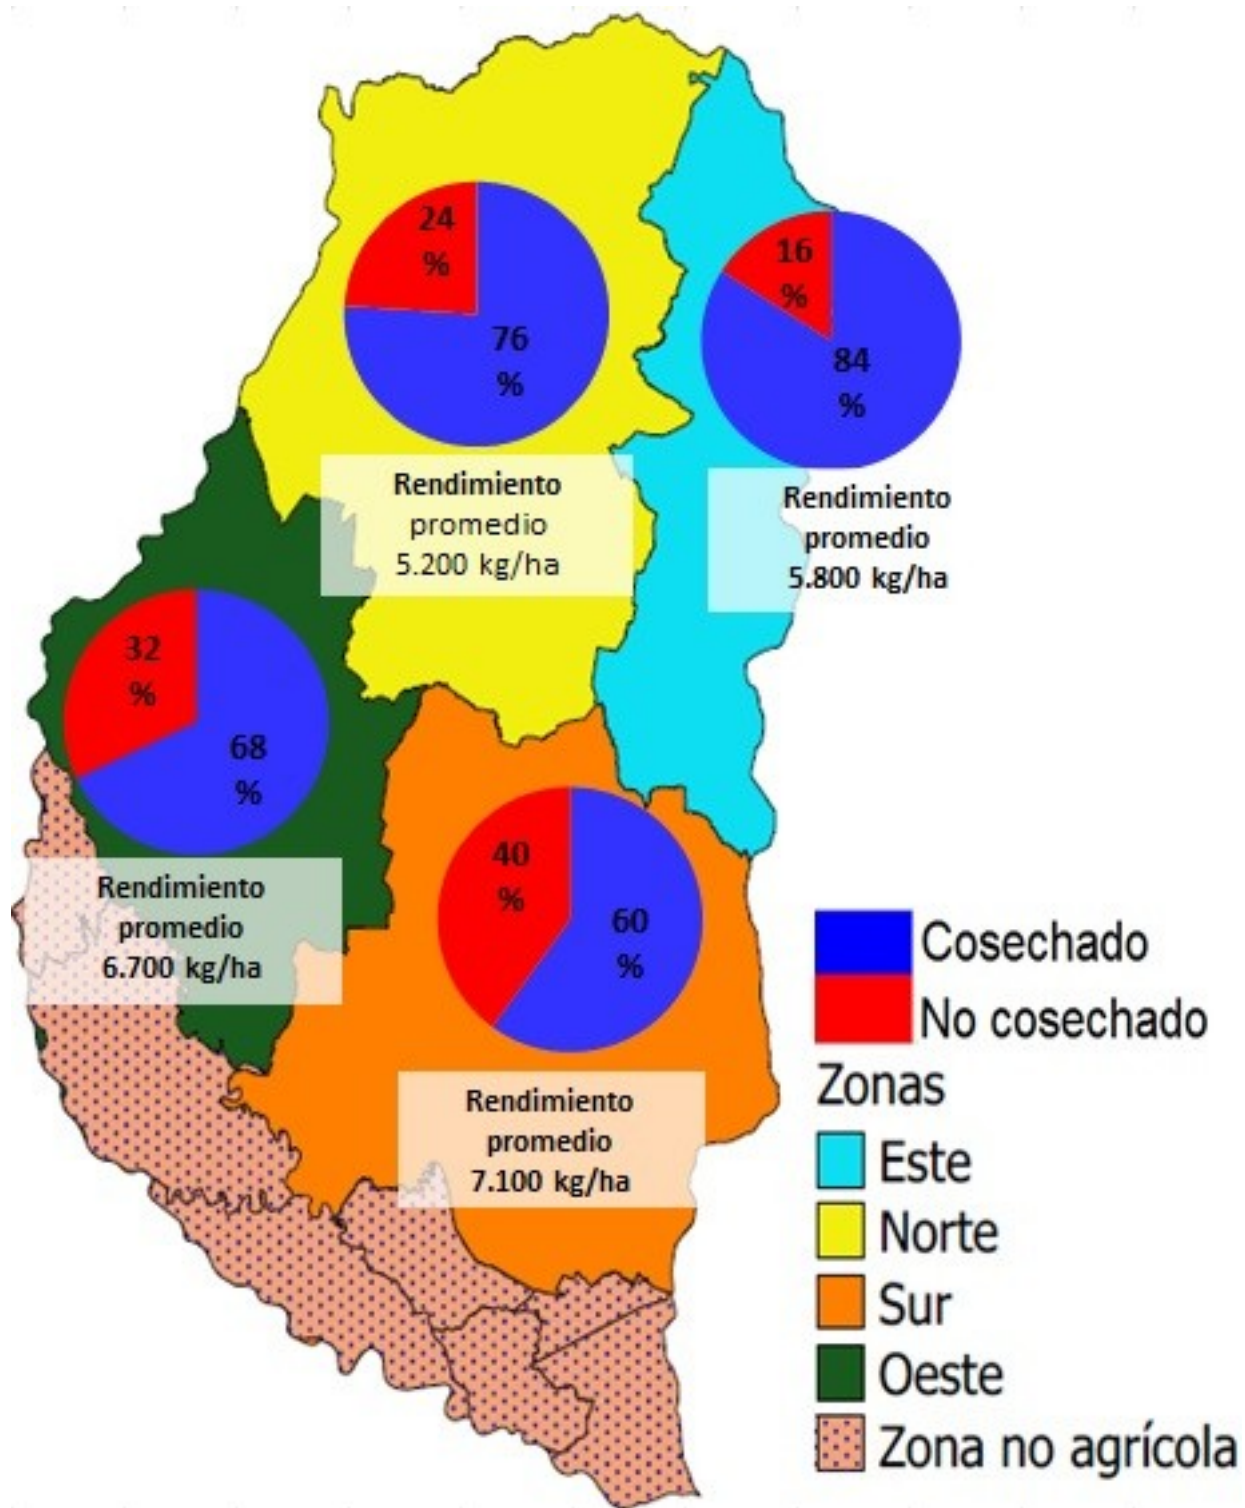 24
%
76
%
Rendimiento
promedio
5.200 kg/ha
16
%
84
%
Rendimiento
promedio
5.800 kg/ha
32
%
68
%
Rendimiento
promedio
6.700 kg/ha
40
%
60
%
Rendimiento
promedio
7.100 kg/ha
Cosechado
No cosechado
Zonas
Este
Norte
Sur
Oeste
Zona no agrícola